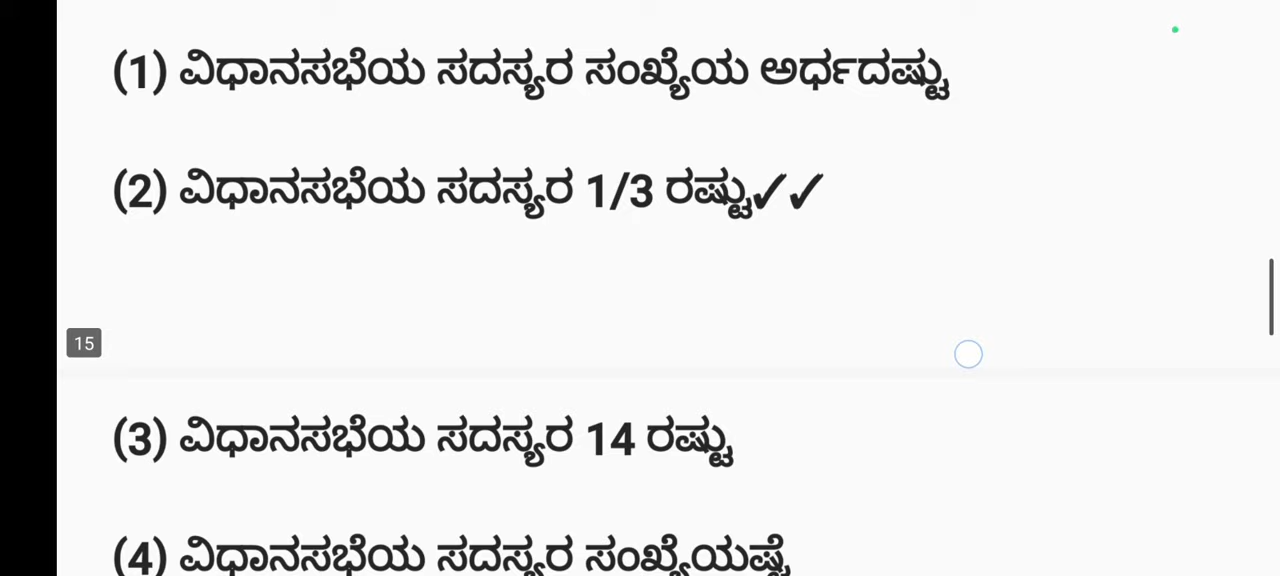 (1) ವಿಧಾನಸಭೆಯ ಸದಸ್ಯರ ಸಂಖ್ಯೆಯ ಅರ್ಧದಷ್ಟು
(2) ವಿಧಾನಸಭೆಯ ಸದಸ್ಯರ 1/3 ರಷ್ಟು✓✓
15
(3) ವಿಧಾನಸಭೆಯ ಸದಸ್ಯರ 14 ರಷ್ಟು
(4) ವಿಧಾನಸಭೆಯ ಸದಸ್ಯರ ಸಂಖ್ಯೆಯಷ್ಟೆ